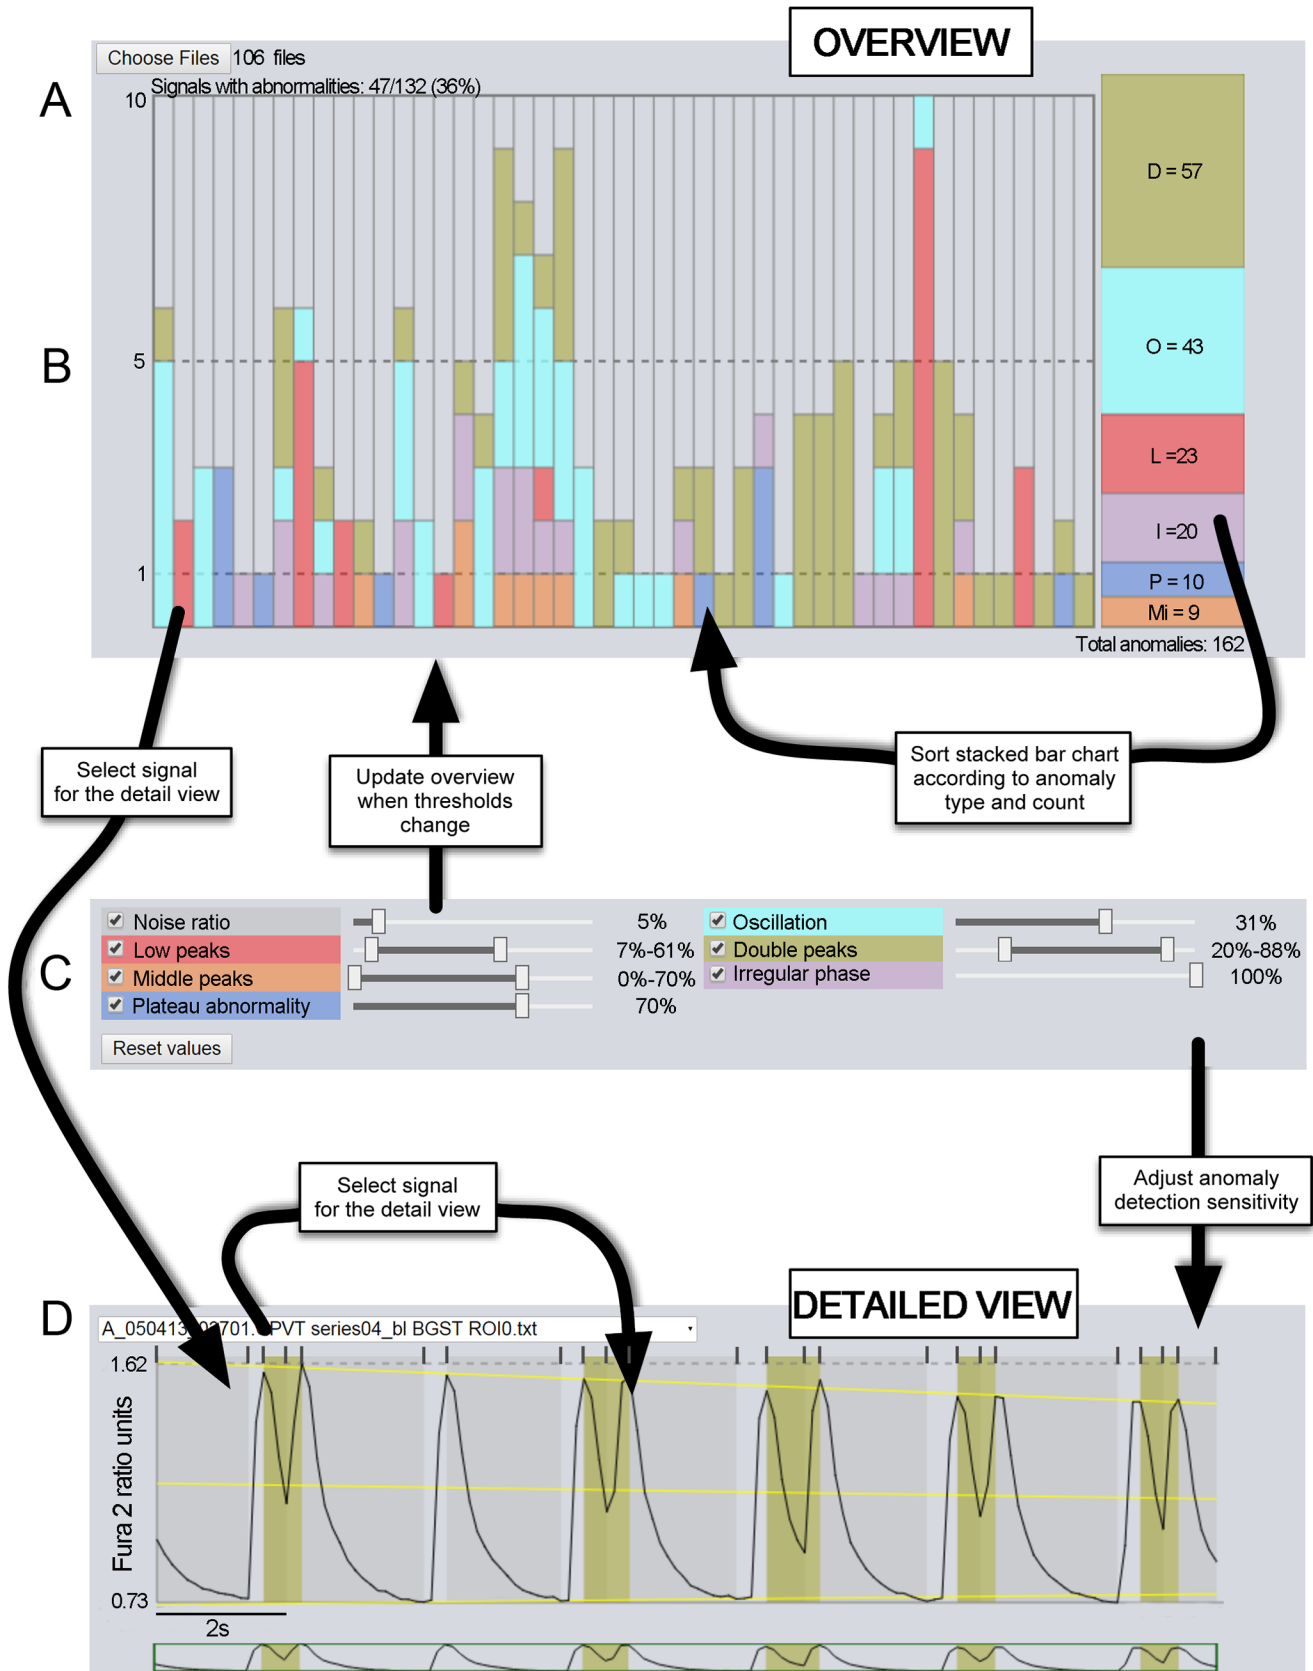 OVERVIEW
Choose Files 106 files
Signals with abnormalities: 47/132 (36%)
A
10
D = 57
B
5
O = 43
L =23
I =20
1
P = 10
Mi = 9
Total anomalies: 162
Select signal
for the detail view
Update overview
when thresholds
change
Sort stacked bar chart
according to anomaly
type and count
C
Noise ratio 5%
Low peaks 7%-61%
Middle peaks 0%-70%
Plateau abnormality 70%
Oscillation 31%
Double peaks 20%-88%
Irregular phase 100%
Reset values
Select signal
for the detail view
Adjust anomaly
detection sensitivity
D
DETAILED VIEW
series04_bl BGST ROI0.txt
1.62
Fura 2 ratio units
0.73
2s